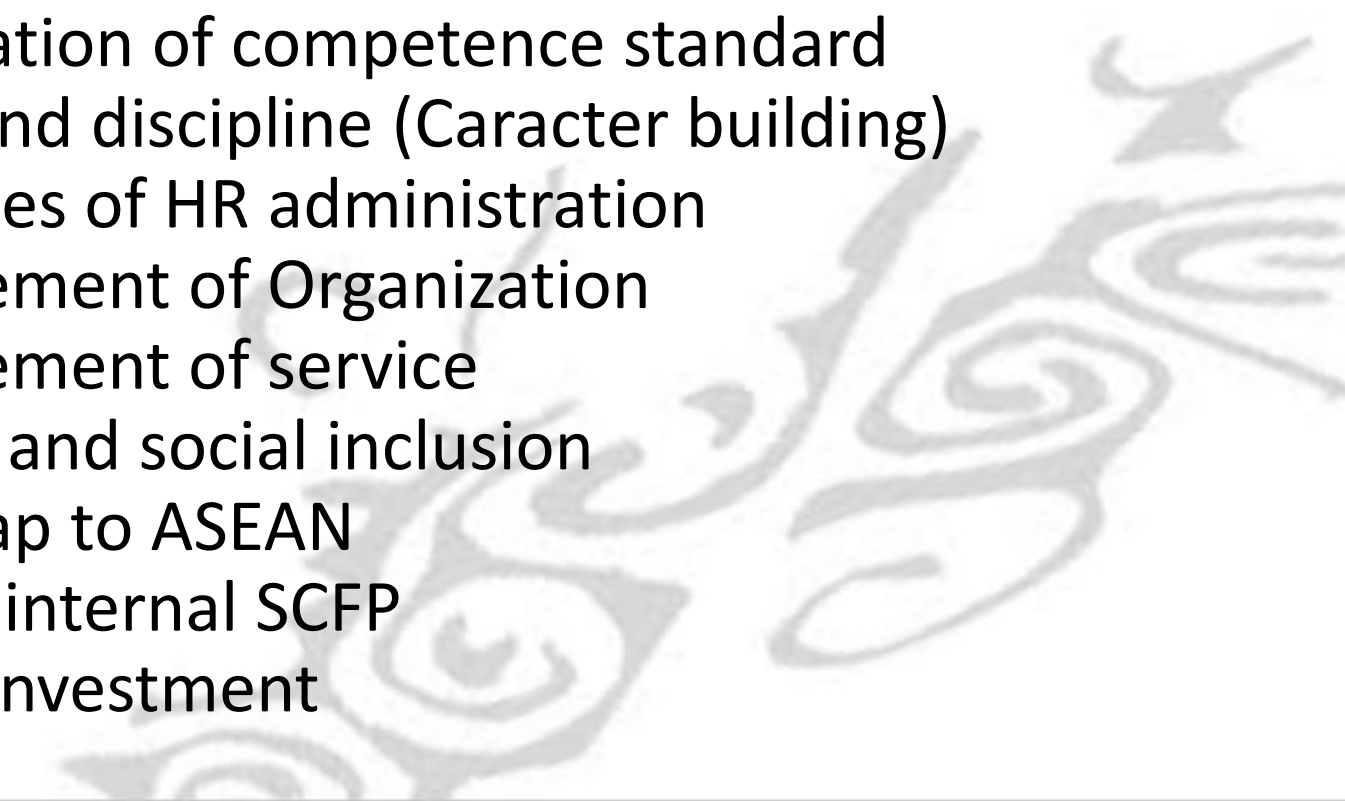 ation of competence standard
nd discipline (Caracter building)
es of HR administration
ement of Organization
ement of service
and social inclusion
ap to ASEAN
internal SCFP
nvestment